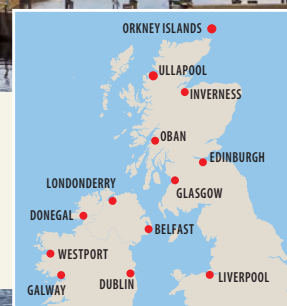 ORKNEY ISLANDS
ULLAPOOL
INVERNESS
OBAN
EDINBURGH
GLASGOW
LONDONDERRY
DONEGAL
BELFAST
WESTPORT
GALWAY
DUBLIN
LIVERPOOL